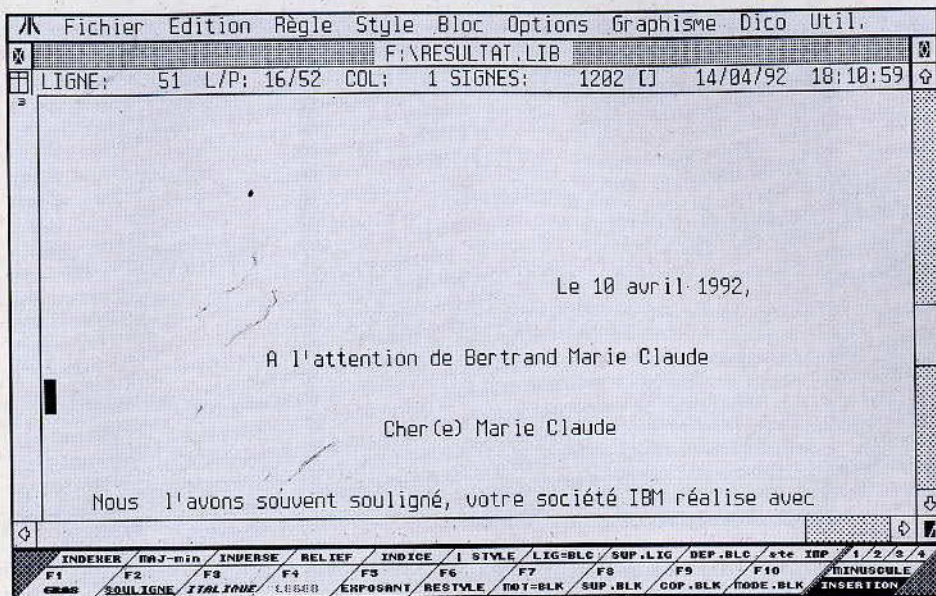 Fichier Edition Règle Style Bloc Options Graphisme Dico Util.
F:\RESULTAT.LIB
LIGNE: 51 L/P: 16/52 COL: 1 SIGNES: 1202 [] 14/04/92 18:10:59
Le 10 avril 1992,
A l'attention de Bertrand Marie Claude
Cher(e) Marie Claude
Nous l'avons souvent souligné, votre société IBM réalise avec
INDEXER MAJ-min INVERSE RELIEF INDICE | STYLE LIG=BLC SUP.LIG DEP.BLC ste IMP 1 2 3 4
F1 F2 F3 F4 F5 F6 F7 F8 F9 F10 MINUSCULE
GRAS SOULIGNE ITALIQUE LEGER EXPOSANT RESTYLE MOT=BLK SUP.BLK COP.BLK MODE.BLK INSERTION